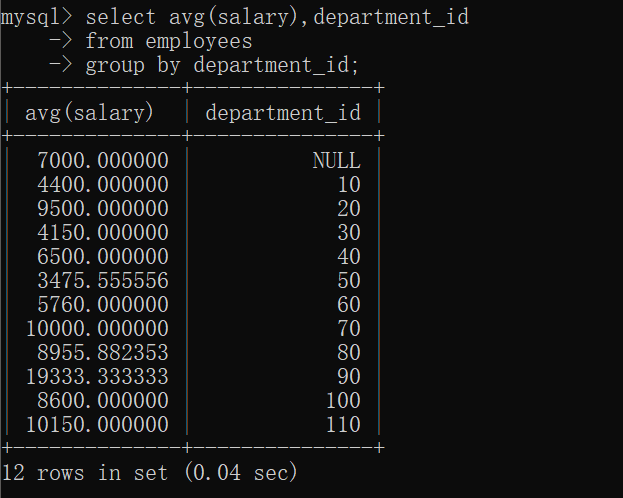 mysql> select avg(salary),department_id
    -> from employees
    -> group by department_id;
+--------------+---------------+
| avg(salary)  | department_id |
+--------------+---------------+
|  7000.000000 |          NULL |
|  4400.000000 |            10 |
|  9500.000000 |            20 |
|  4150.000000 |            30 |
|  6500.000000 |            40 |
|  3475.555556 |            50 |
|  5760.000000 |            60 |
| 10000.000000 |            70 |
|  8955.882353 |            80 |
| 19333.333333 |            90 |
|  8600.000000 |           100 |
| 10150.000000 |           110 |
+--------------+---------------+
12 rows in set (0.04 sec)